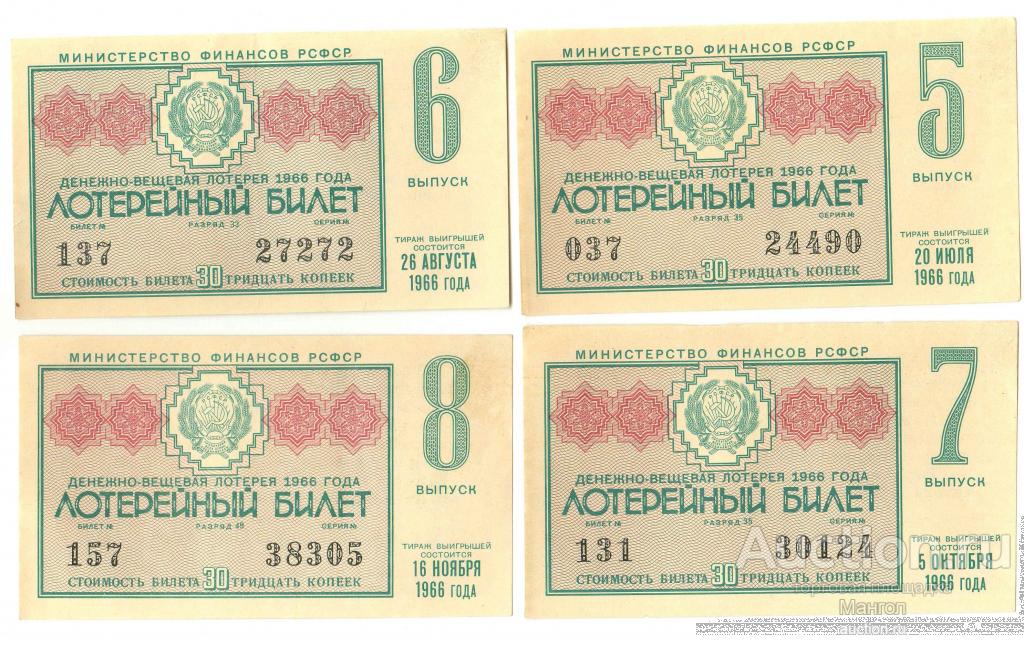 МИНИСТЕРСТВО ФИНАНСОВ РСФСР
6
ВЫПУСК
ДЕНЕЖНО-ВЕЩЕВАЯ ЛОТЕРЕЯ 1966 ГОДА
ЛОТЕРЕЙНЫЙ БИЛЕТ
БИЛЕТ № РАЗРЯД 33 СЕРИЯ №
137 27272
СТОИМОСТЬ БИЛЕТА 30 ТРИДЦАТЬ КОПЕЕК
ТИРАЖ ВЫИГРЫШЕЙ
СОСТОИТСЯ
26 АВГУСТА
1966 ГОДА
МИНИСТЕРСТВО ФИНАНСОВ РСФСР
5
ВЫПУСК
ДЕНЕЖНО-ВЕЩЕВАЯ ЛОТЕРЕЯ 1966 ГОДА
ЛОТЕРЕЙНЫЙ БИЛЕТ
БИЛЕТ № РАЗРЯД 35 СЕРИЯ №
037 24490
СТОИМОСТЬ БИЛЕТА 30 ТРИДЦАТЬ КОПЕЕК
ТИРАЖ ВЫИГРЫШЕЙ
СОСТОИТСЯ
20 ИЮЛЯ
1966 ГОДА
МИНИСТЕРСТВО ФИНАНСОВ РСФСР
8
ВЫПУСК
ДЕНЕЖНО-ВЕЩЕВАЯ ЛОТЕРЕЯ 1966 ГОДА
ЛОТЕРЕЙНЫЙ БИЛЕТ
БИЛЕТ № РАЗРЯД 49 СЕРИЯ №
157 38305
СТОИМОСТЬ БИЛЕТА 30 ТРИДЦАТЬ КОПЕЕК
ТИРАЖ ВЫИГРЫШЕЙ
СОСТОИТСЯ
16 НОЯБРЯ
1966 ГОДА
МИНИСТЕРСТВО ФИНАНСОВ РСФСР
7
ВЫПУСК
ДЕНЕЖНО-ВЕЩЕВАЯ ЛОТЕРЕЯ 1966 ГОДА
ЛОТЕРЕЙНЫЙ БИЛЕТ
БИЛЕТ № РАЗРЯД 35 СЕРИЯ №
131 30124
СТОИМОСТЬ БИЛЕТА 30 ТРИДЦАТЬ КОПЕЕК
ТИРАЖ ВЫИГРЫШЕЙ
СОСТОИТСЯ
5 ОКТЯБРЯ
1966 ГОДА
Auction.ru
торговая площадка
Мангол
auction.ru